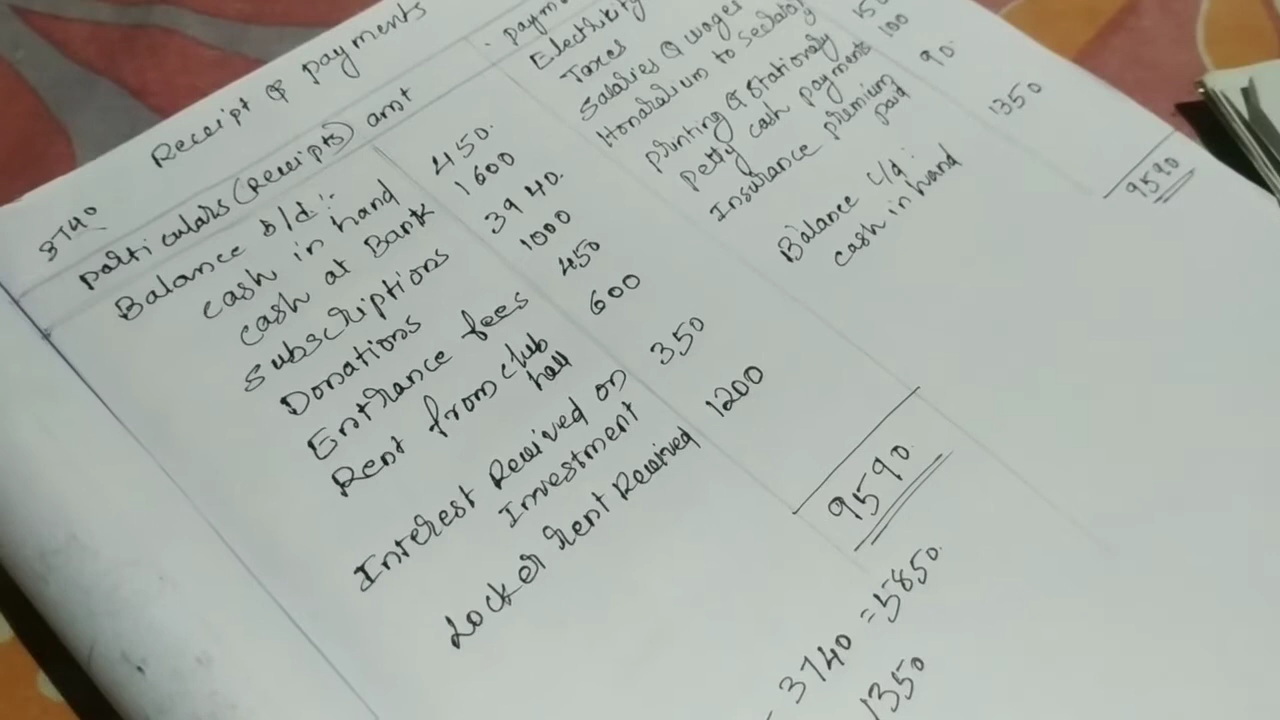 Receipt & payments
3740
particulars (Receipts) amt
Balance b/d:-
cash in hand 450.
cash at Bank 1600
subscriptions 3940.
Donations 1000
Entrance fees 450
Rent from club hall 600
Interest Received on
Investment 350
Locker Rent Received 1200
9590.
Electricity
Taxes
Salaries & wages
Honorarium to Secretary
printing & Stationary
petty cash payments 100
Insurance premium paid 90.
Balance c/d:-
cash in hand 1350
9590
- 3740 = 5850.
1350